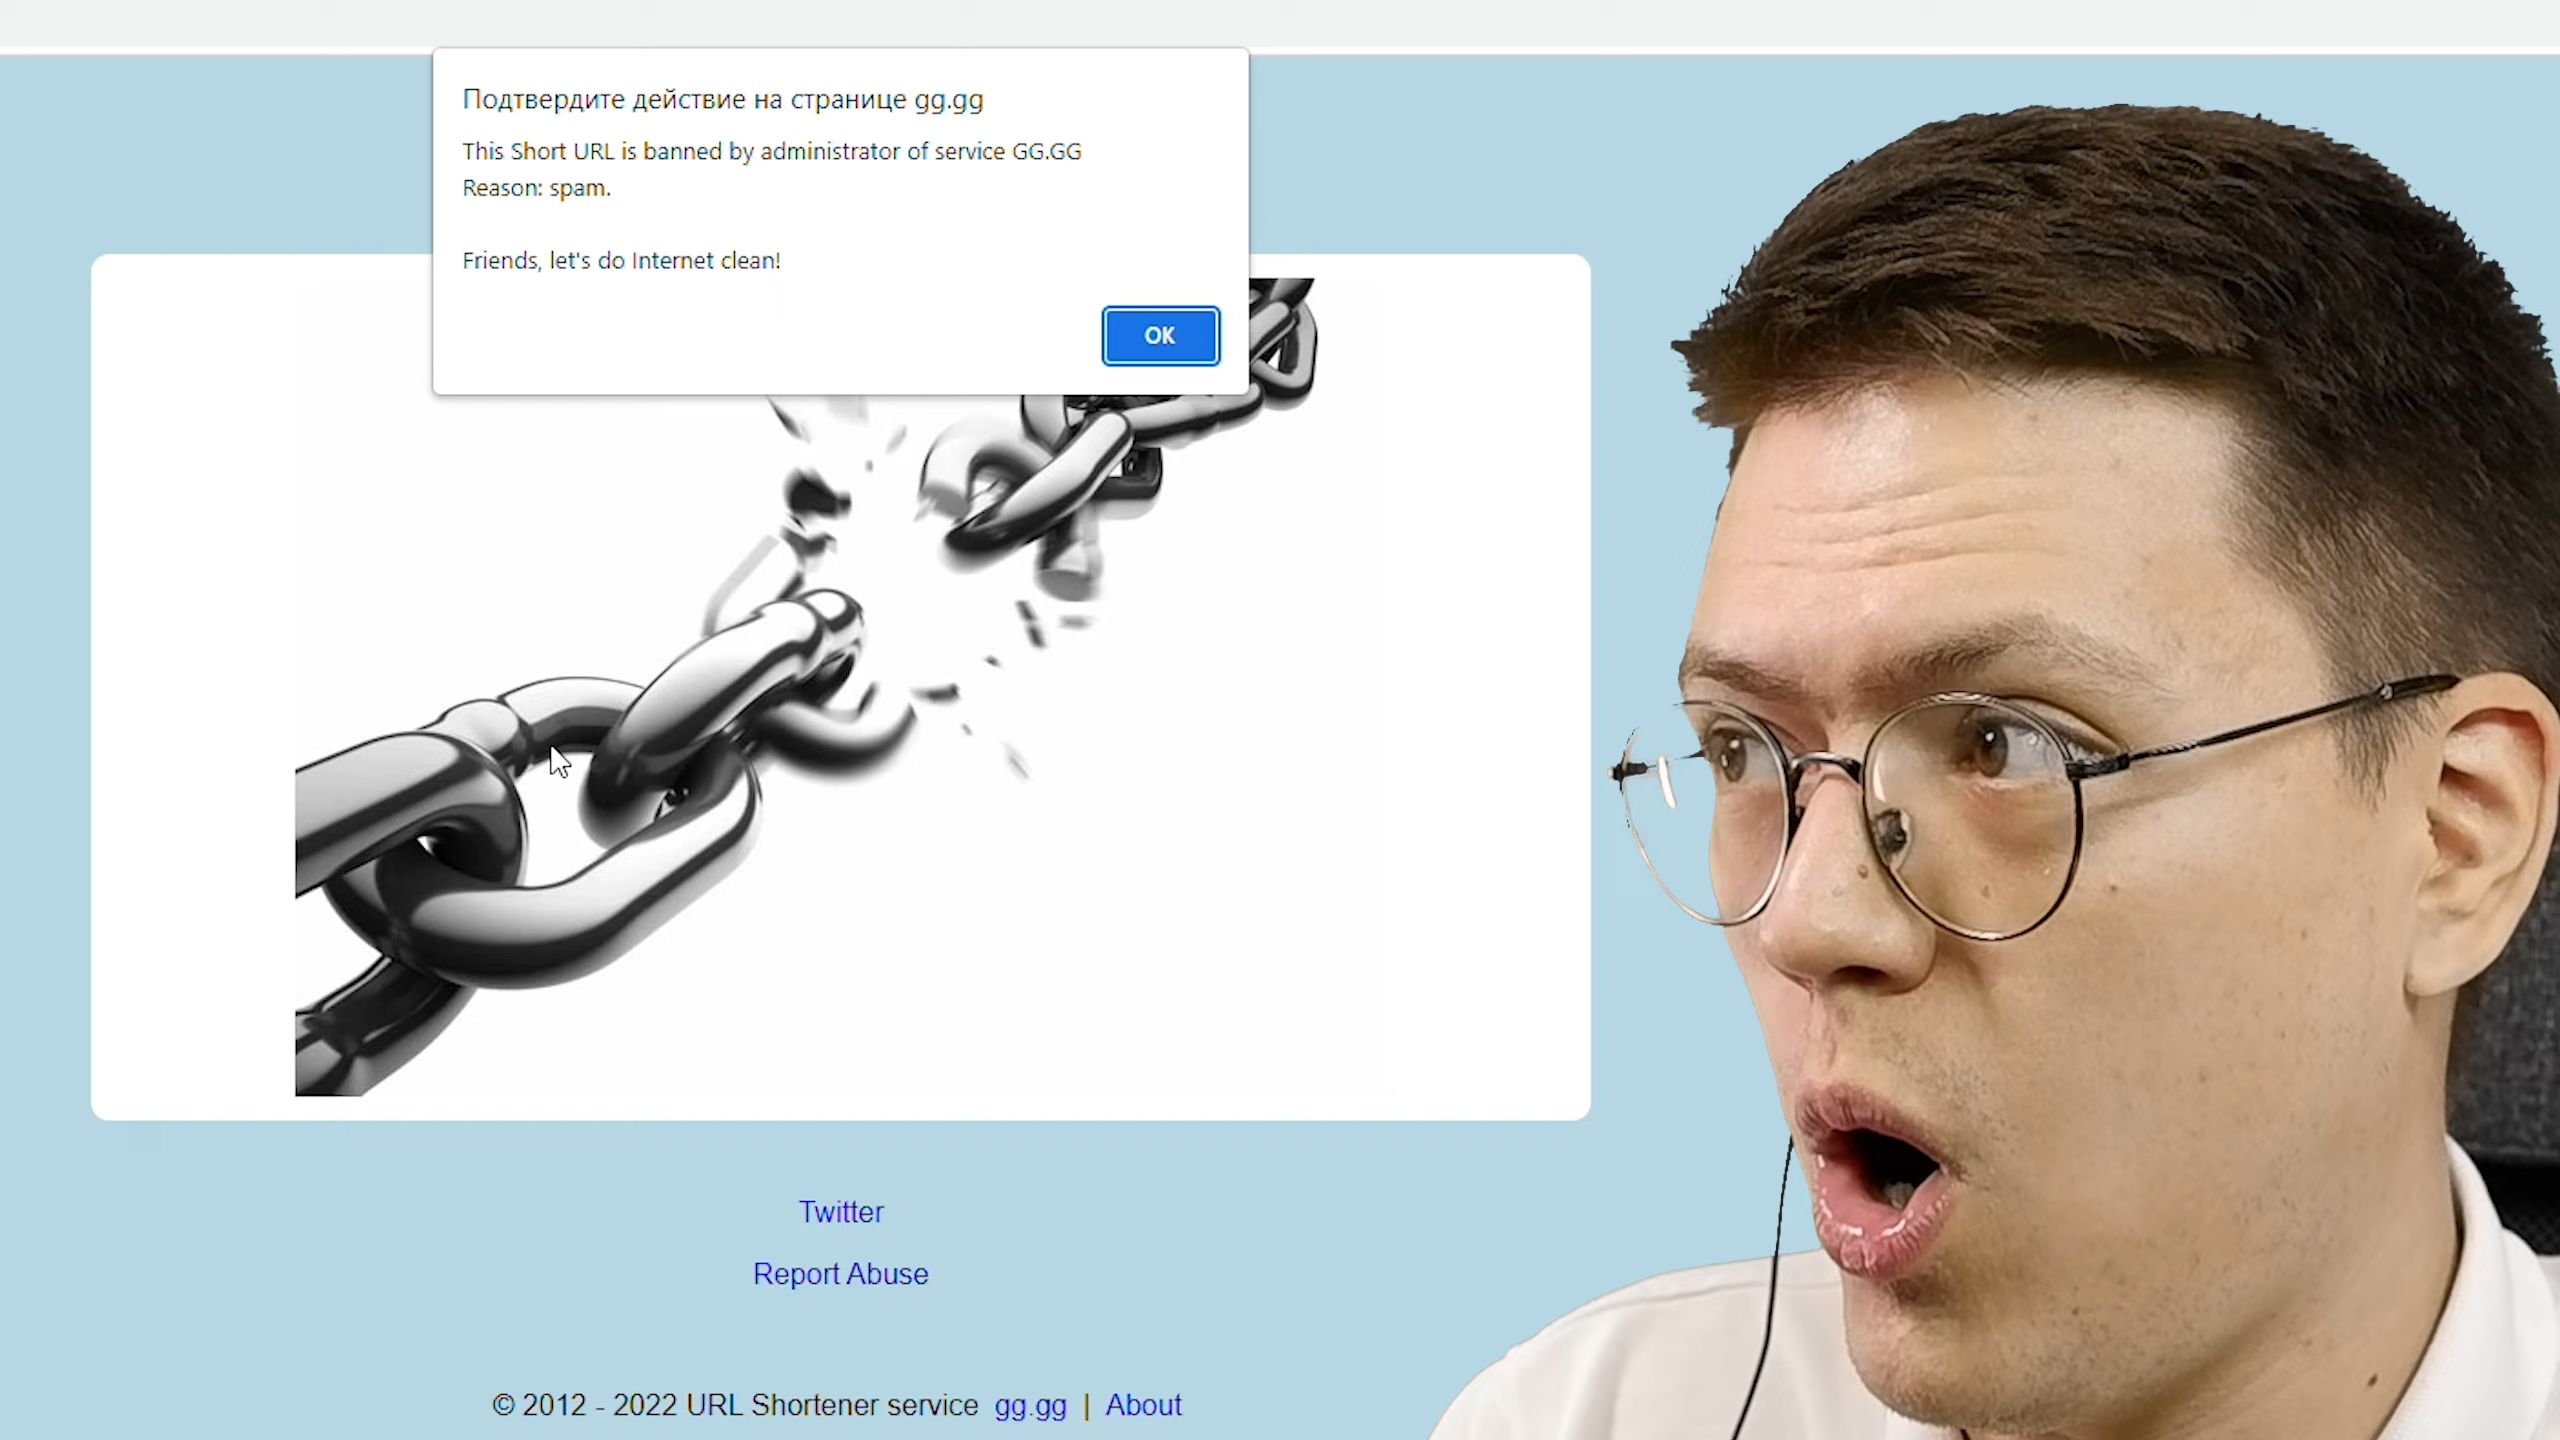 Подтвердите действие на странице gg.gg
This Short URL is banned by administrator of service GG.GG
Reason: spam.
Friends, let's do Internet clean!
OK
Twitter
Report Abuse
© 2012 - 2022 URL Shortener service gg.gg | About